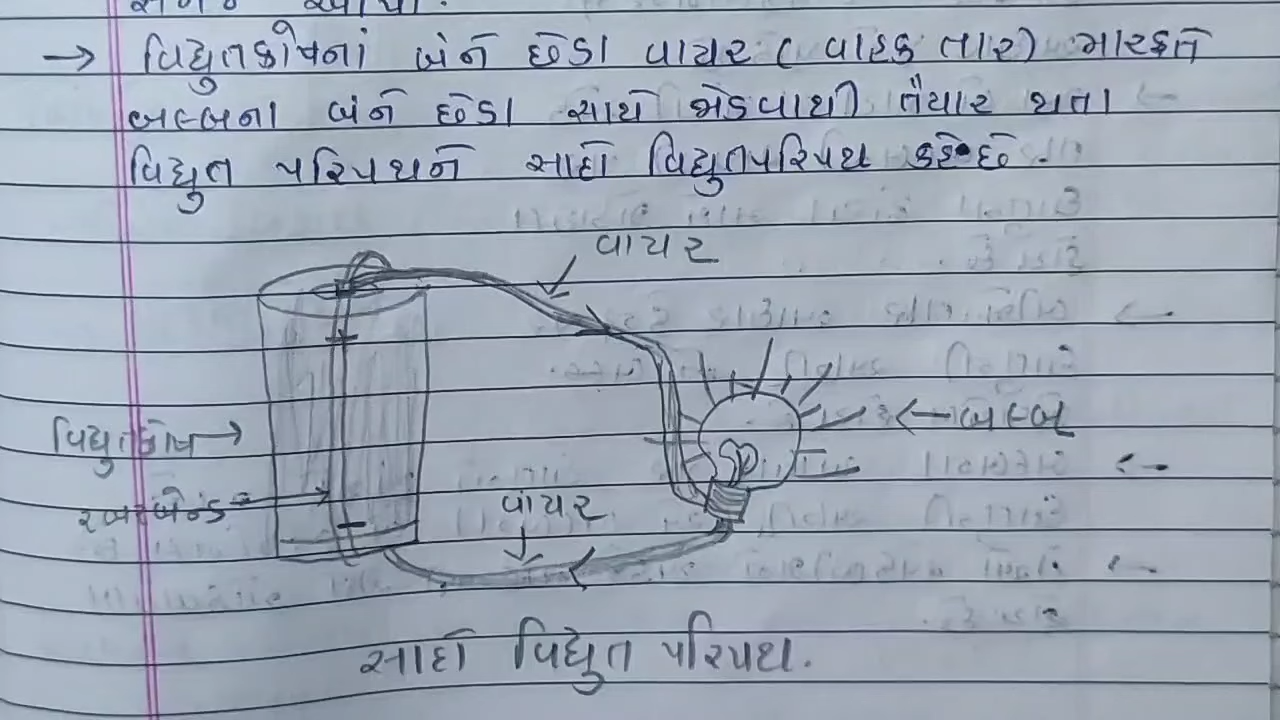 → વિદ્યુતકોષનાં બંને છેડા વાયર ( વાહક તાર) મારફતે
બલ્બના બંને છેડા સાથે જોડવાથી તૈયાર થતા
વિદ્યુત પરિપથને સાદો વિદ્યુતપરિપથ કહે છે.
વાયર
← બલ્બ
વિદ્યુતકોષ →
રબરબેન્ડ
વાયર
સાદો વિદ્યુત પરિપથ.